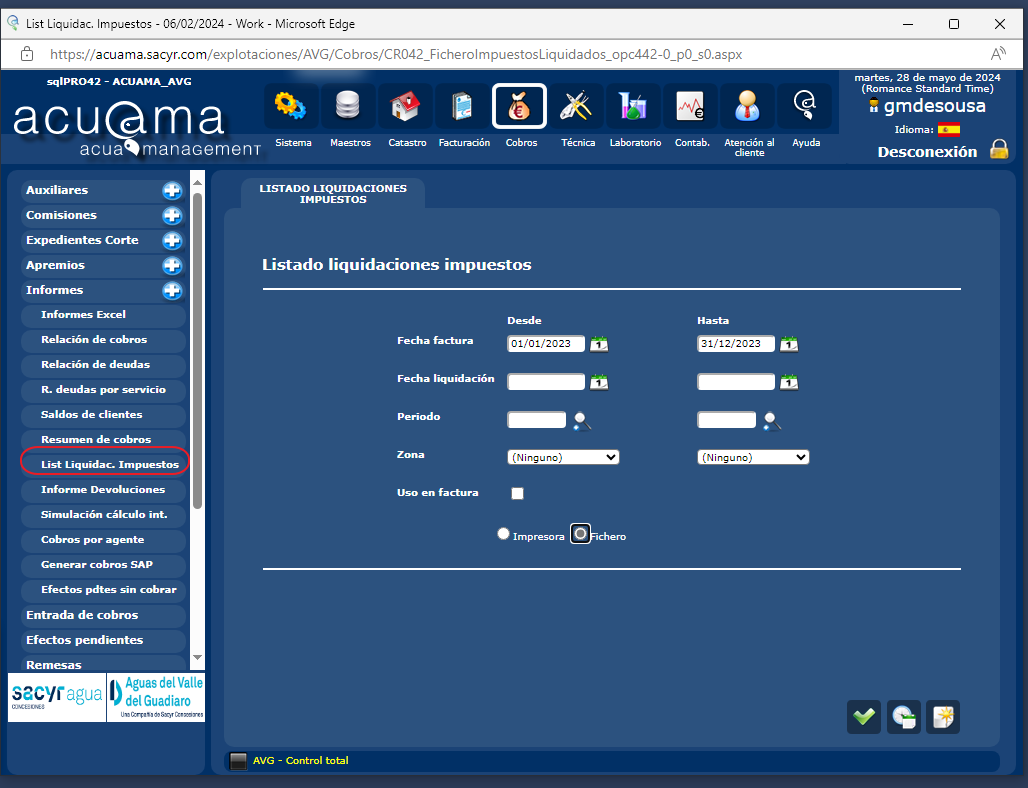 List Liquidac. Impuestos - 06/02/2024 - Work - Microsoft Edge
https://acuama.sacyr.com/explotaciones/AVG/Cobros/CR042_FicheroImpuestosLiquidados_opc442-0_p0_s0.aspx
sqlPRO42 - ACUAMA_AVG
acuama
acua management
Sistema
Maestros
Catastro
Facturación
Cobros
Técnica
Laboratorio
Contab.
Atención al
cliente
Ayuda
martes, 28 de mayo de 2024
(Romance Standard Time)
gmdesousa
Idioma:
Desconexión
Auxiliares
Comisiones
Expedientes Corte
Apremios
Informes
Informes Excel
Relación de cobros
Relación de deudas
R. deudas por servicio
Saldos de clientes
Resumen de cobros
List Liquidac. Impuestos
Informe Devoluciones
Simulación cálculo int.
Cobros por agente
Generar cobros SAP
Efectos pdtes sin cobrar
Entrada de cobros
Efectos pendientes
Remesas
sacyr agua
CONCESIONES
Aguas del Valle
del Guadiaro
Una Compañía de Sacyr Concesiones
LISTADO LIQUIDACIONES
IMPUESTOS
Listado liquidaciones impuestos
Desde Hasta
Fecha factura 01/01/2023 31/12/2023
Fecha liquidación
Periodo
Zona (Ninguno) (Ninguno)
Uso en factura
Impresora Fichero
AVG - Control total